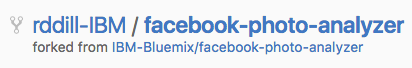 rddill-IBM / facebook-photo-analyzer
forked from IBM-Bluemix/facebook-photo-analyzer